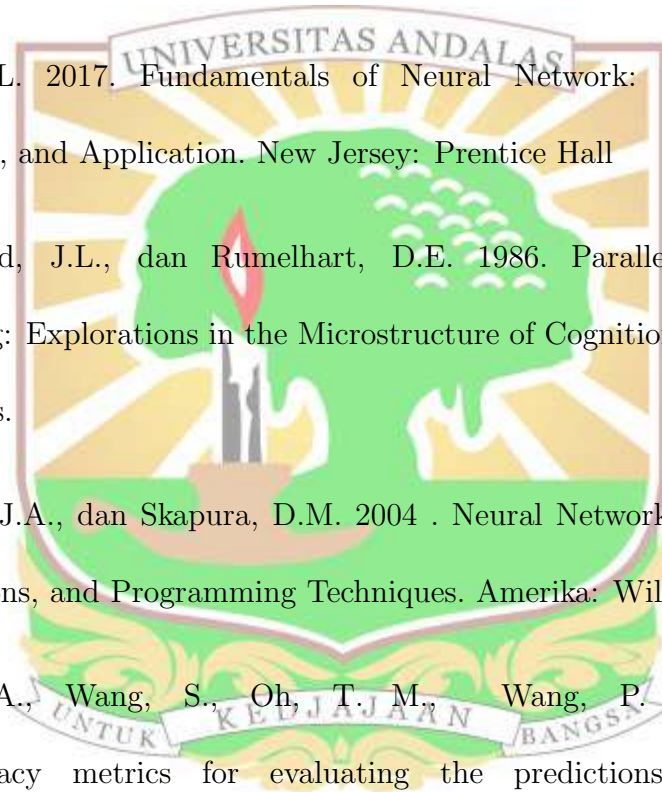 UNIVERSITAS ANDALAS
L. 2017. Fundamentals of Neural Network:
, and Application. New Jersey: Prentice Hall
d, J.L., dan Rumelhart, D.E. 1986. Paralle
g: Explorations in the Microstructure of Cognitio
s.
J.A., dan Skapura, D.M. 2004 . Neural Network
ons, and Programming Techniques. Amerika: Wil
A., Wang, S., Oh, T. M., Wang, P.
UNTUK KEDJAJAAN BANGSA
acy metrics for evaluating the predictions